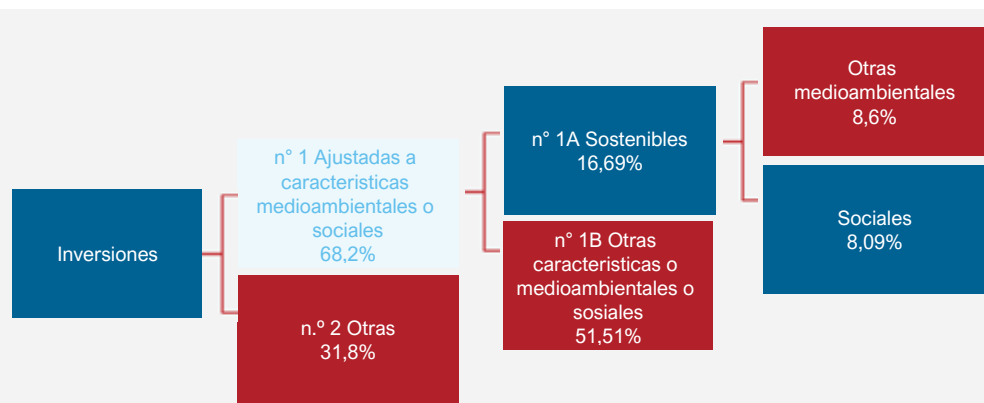 Inversiones
n° 1 Ajustadas a
caracteristicas
medioambientales o
sociales
68,2%
n.º 2 Otras
31,8%
n° 1A Sostenibles
16,69%
n° 1B Otras
caracteristicas o
medioambientales o
sosiales
51,51%
Otras
medioambientales
8,6%
Sociales
8,09%